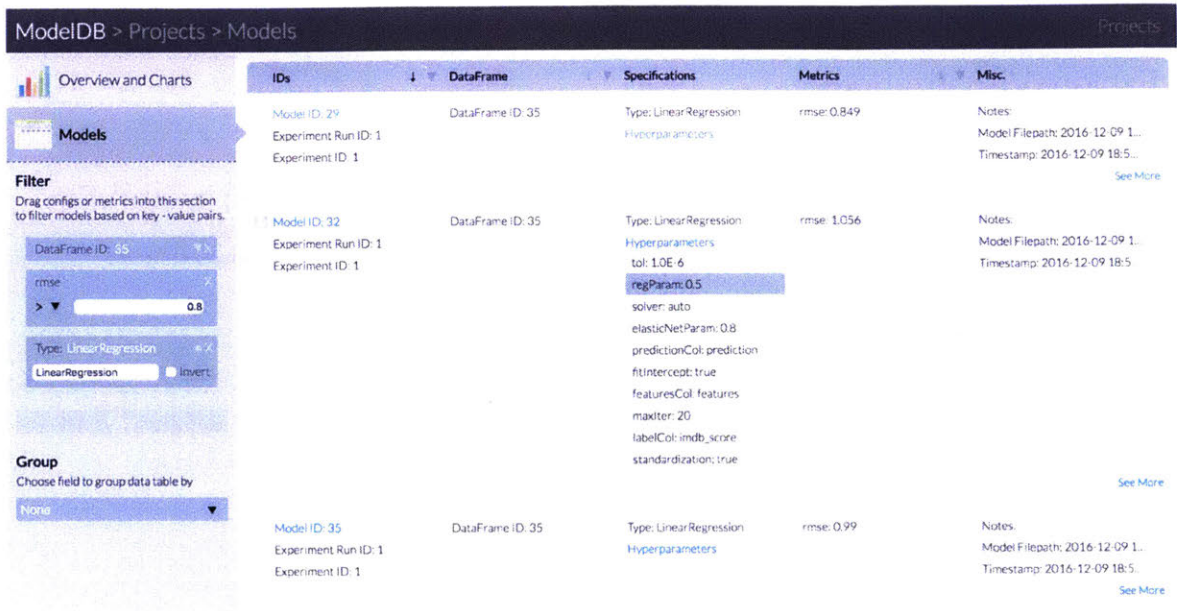 ModelDB > Projects > Models
Projects
Overview and Charts
Models
Filter
Drag configs or metrics into this section
to filter models based on key - value pairs.
DataFrame ID: 35
rmse
> 0.8
Type: LinearRegression
LinearRegression Invert
Group
Choose field to group data table by
None
IDs DataFrame Specifications Metrics Misc.
Model ID: 29 DataFrame ID: 35 Type: LinearRegression rmse: 0.849 Notes:
Experiment Run ID: 1 Hyperparameters Model Filepath: 2016-12-09 1...
Experiment ID: 1 Timestamp: 2016-12-09 18:5...
See More
Model ID: 32 DataFrame ID: 35 Type: LinearRegression rmse: 1.056 Notes:
Experiment Run ID: 1 Hyperparameters Model Filepath: 2016-12-09 1...
Experiment ID: 1 tol: 1.0E-6 Timestamp: 2016-12-09 18:5
regParam: 0.5
solver: auto
elasticNetParam: 0.8
predictionCol: prediction
fitIntercept: true
featuresCol: features
maxIter: 20
labelCol: imdb_score
standardization: true
See More
Model ID: 35 DataFrame ID: 35 Type: LinearRegression rmse: 0.99 Notes:
Experiment Run ID: 1 Hyperparameters Model Filepath: 2016-12-09 1...
Experiment ID: 1 Timestamp: 2016-12-09 18:5..
See More